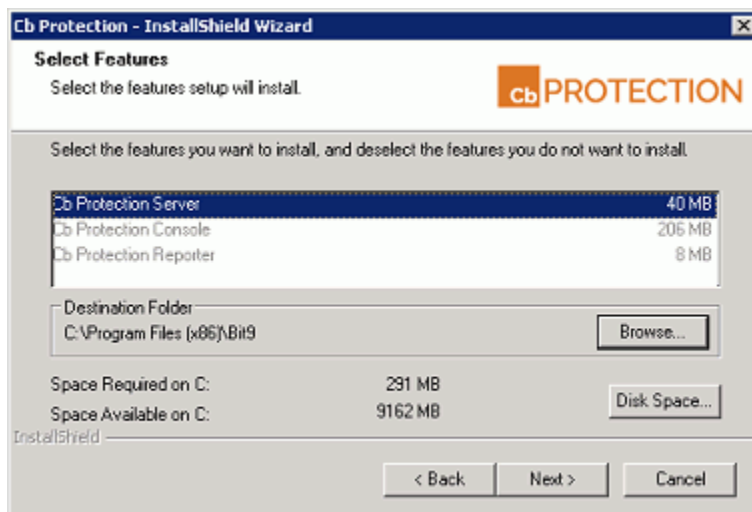 Cb Protection - InstallShield Wizard
Select Features
Select the features setup will install.
Cb PROTECTION
Select the features you want to install, and deselect the features you do not want to install.
Cb Protection Server 40 MB
Cb Protection Console 206 MB
Cb Protection Reporter 8 MB
Destination Folder
C:\Program Files (x86)\Bit9
Browse...
Space Required on C: 291 MB
Space Available on C: 9162 MB
Disk Space...
InstallShield
< Back Next > Cancel